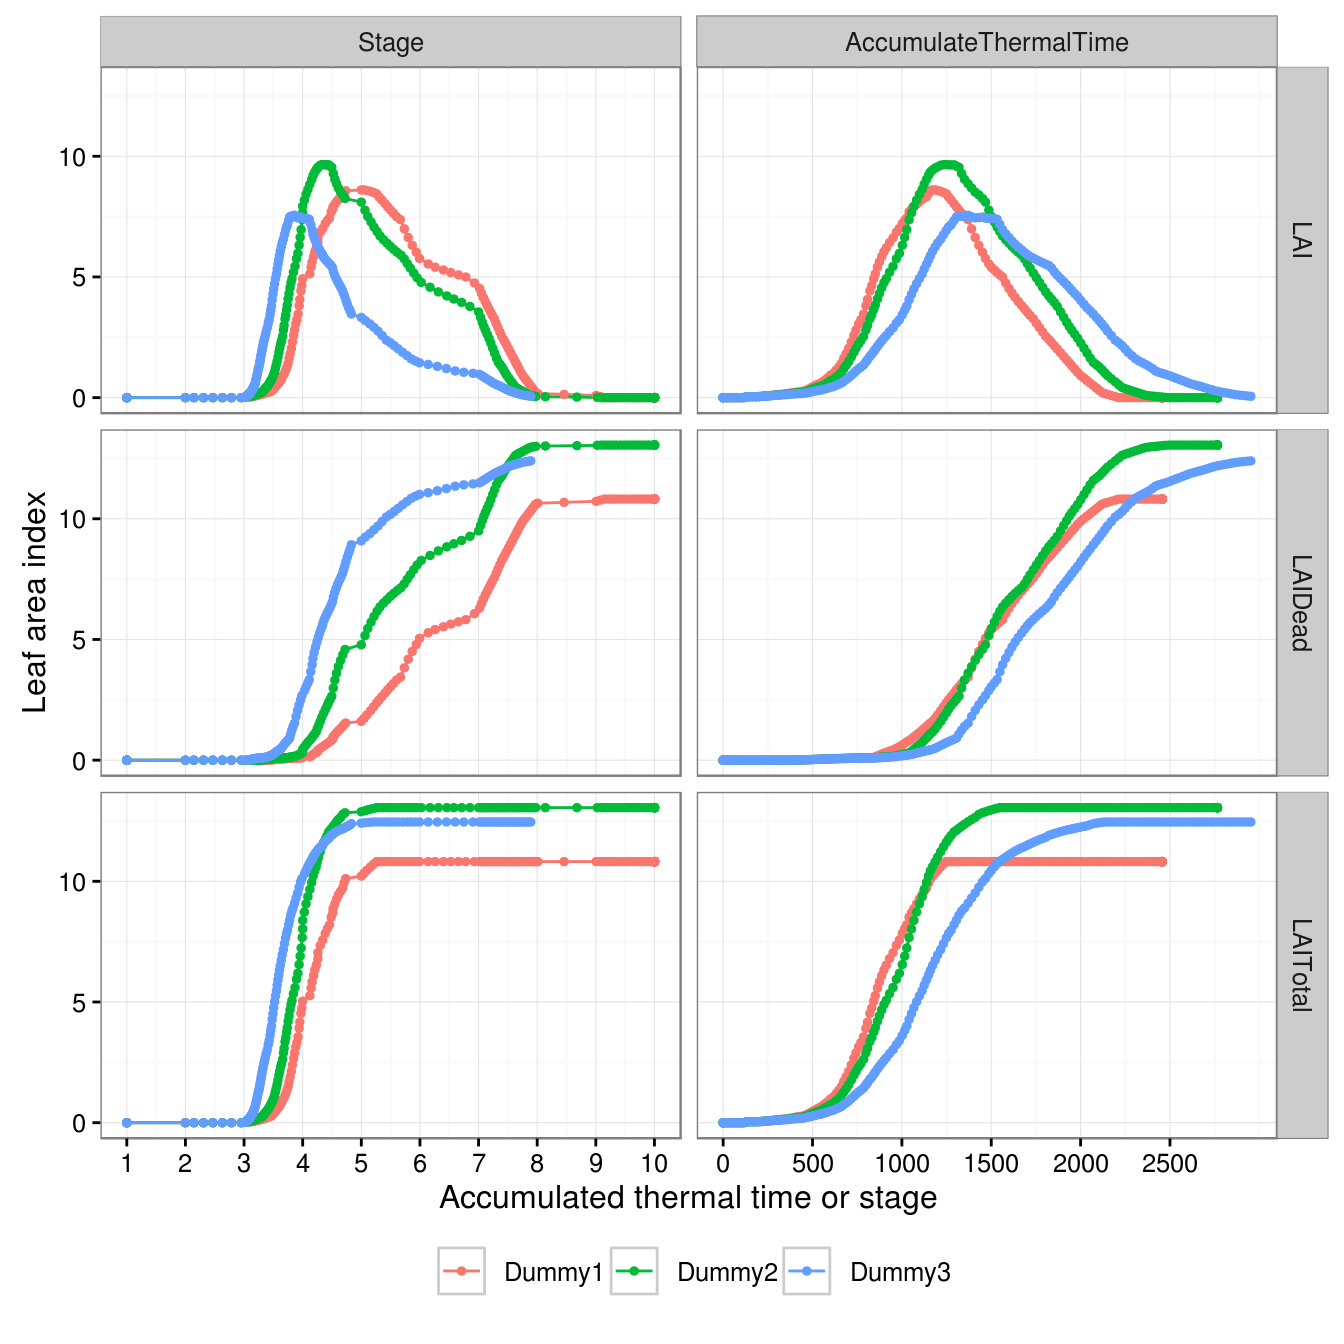 Stage
AccumulateThermalTime
10
5
0
LAI
Leaf area index
10
5
0
LAIDead
10
5
0
LAITotal
1 2 3 4 5 6 7 8 9 10
0 500 1000 1500 2000 2500
Accumulated thermal time or stage
Dummy1 Dummy2 Dummy3